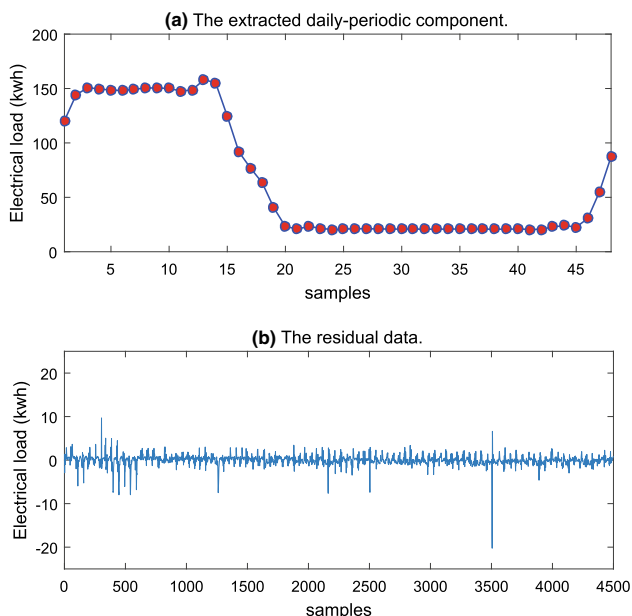 (a) The extracted daily-periodic component.
200
150
100
50
0
Electrical load (kwh)
5 10 15 20 25 30 35 40 45
samples
(b) The residual data.
20
10
0
-10
-20
Electrical load (kwh)
0 500 1000 1500 2000 2500 3000 3500 4000 4500
samples